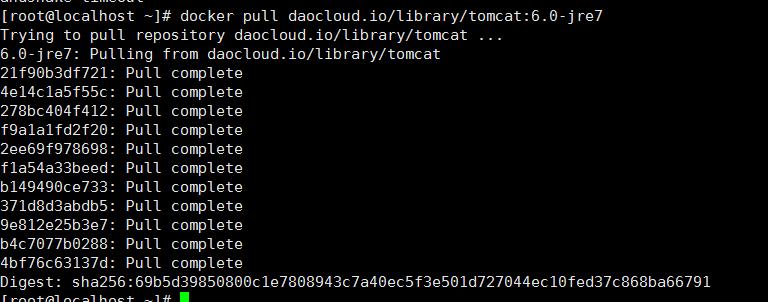 [root@localhost ~]# docker pull daocloud.io/library/tomcat:6.0-jre7
Trying to pull repository daocloud.io/library/tomcat ...
6.0-jre7: Pulling from daocloud.io/library/tomcat
21f90b3df721: Pull complete
4e14c1a5f55c: Pull complete
278bc404f412: Pull complete
f9a1a1fd2f20: Pull complete
2ee69f978698: Pull complete
f1a54a33beed: Pull complete
b149490ce733: Pull complete
371d8d3abdb5: Pull complete
9e812e25b3e7: Pull complete
b4c7077b0288: Pull complete
4bf76c63137d: Pull complete
Digest: sha256:69b5d39850800c1e7808943c7a40ec5f3e501d727044ec10fed37c868ba66791
[root@localhost ~]#